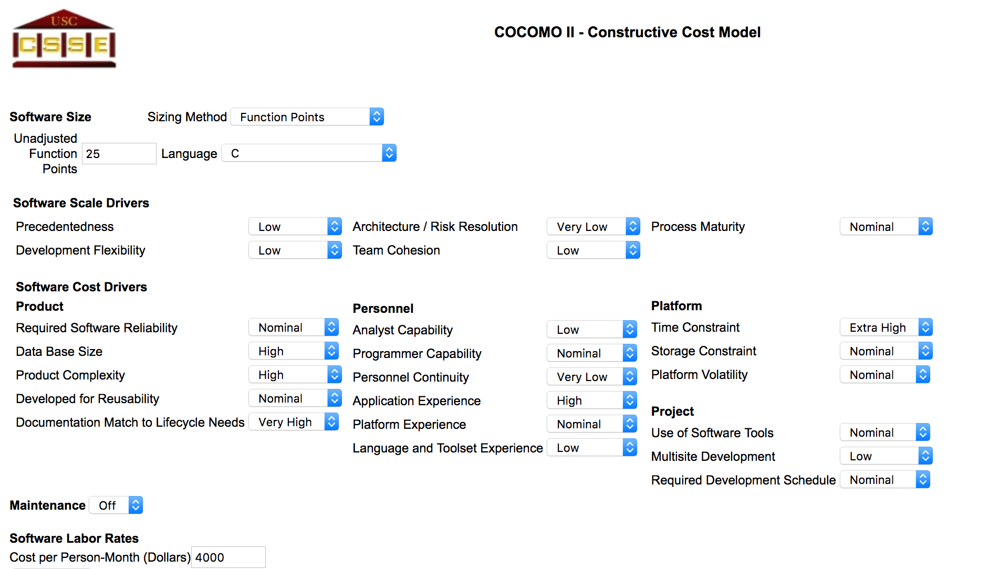 USC
CSSE
COCOMO II - Constructive Cost Model
Software Size Sizing Method Function Points
Unadjusted
Function
Points 25 Language C
Software Scale Drivers
Precedentedness Low Architecture / Risk Resolution Very Low Process Maturity Nominal
Development Flexibility Low Team Cohesion Low
Software Cost Drivers
Product
Required Software Reliability Nominal
Data Base Size High
Product Complexity High
Developed for Reusability Nominal
Documentation Match to Lifecycle Needs Very High
Personnel
Analyst Capability Low
Programmer Capability Nominal
Personnel Continuity Very Low
Application Experience High
Platform Experience Nominal
Language and Toolset Experience Low
Platform
Time Constraint Extra High
Storage Constraint Nominal
Platform Volatility Nominal
Project
Use of Software Tools Nominal
Multisite Development Low
Required Development Schedule Nominal
Maintenance Off
Software Labor Rates
Cost per Person-Month (Dollars) 4000